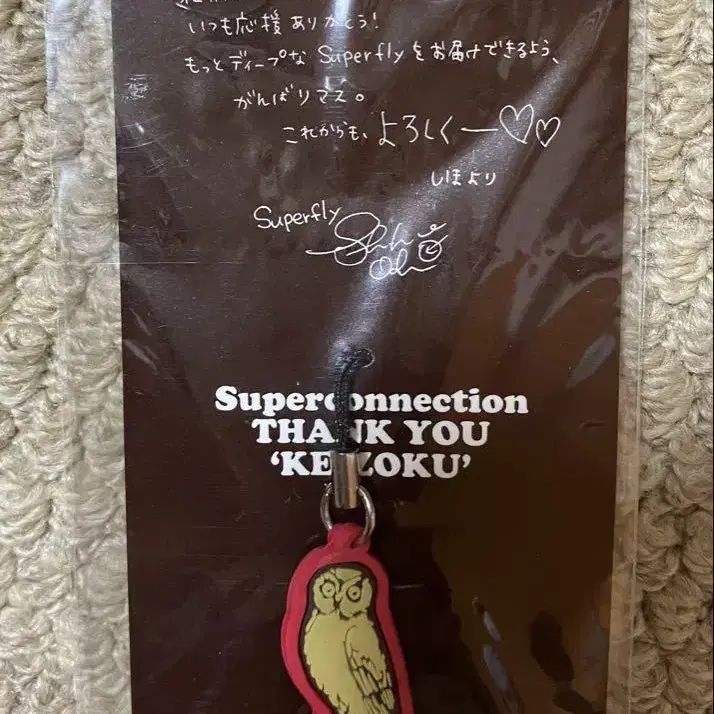 いつも応援ありがとう!
もっとディープなSuperflyをお届けできるよう、
がんばりマス。
これからも、よろしくー♡♡
しほより
Superfly
Superconnection
THANK YOU
‘KEIZOKU’